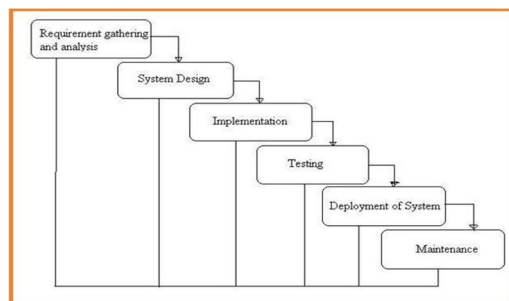 Requirement gathering
and analysis
System Design
Implementation
Testing
Deployment of System
Maintenance